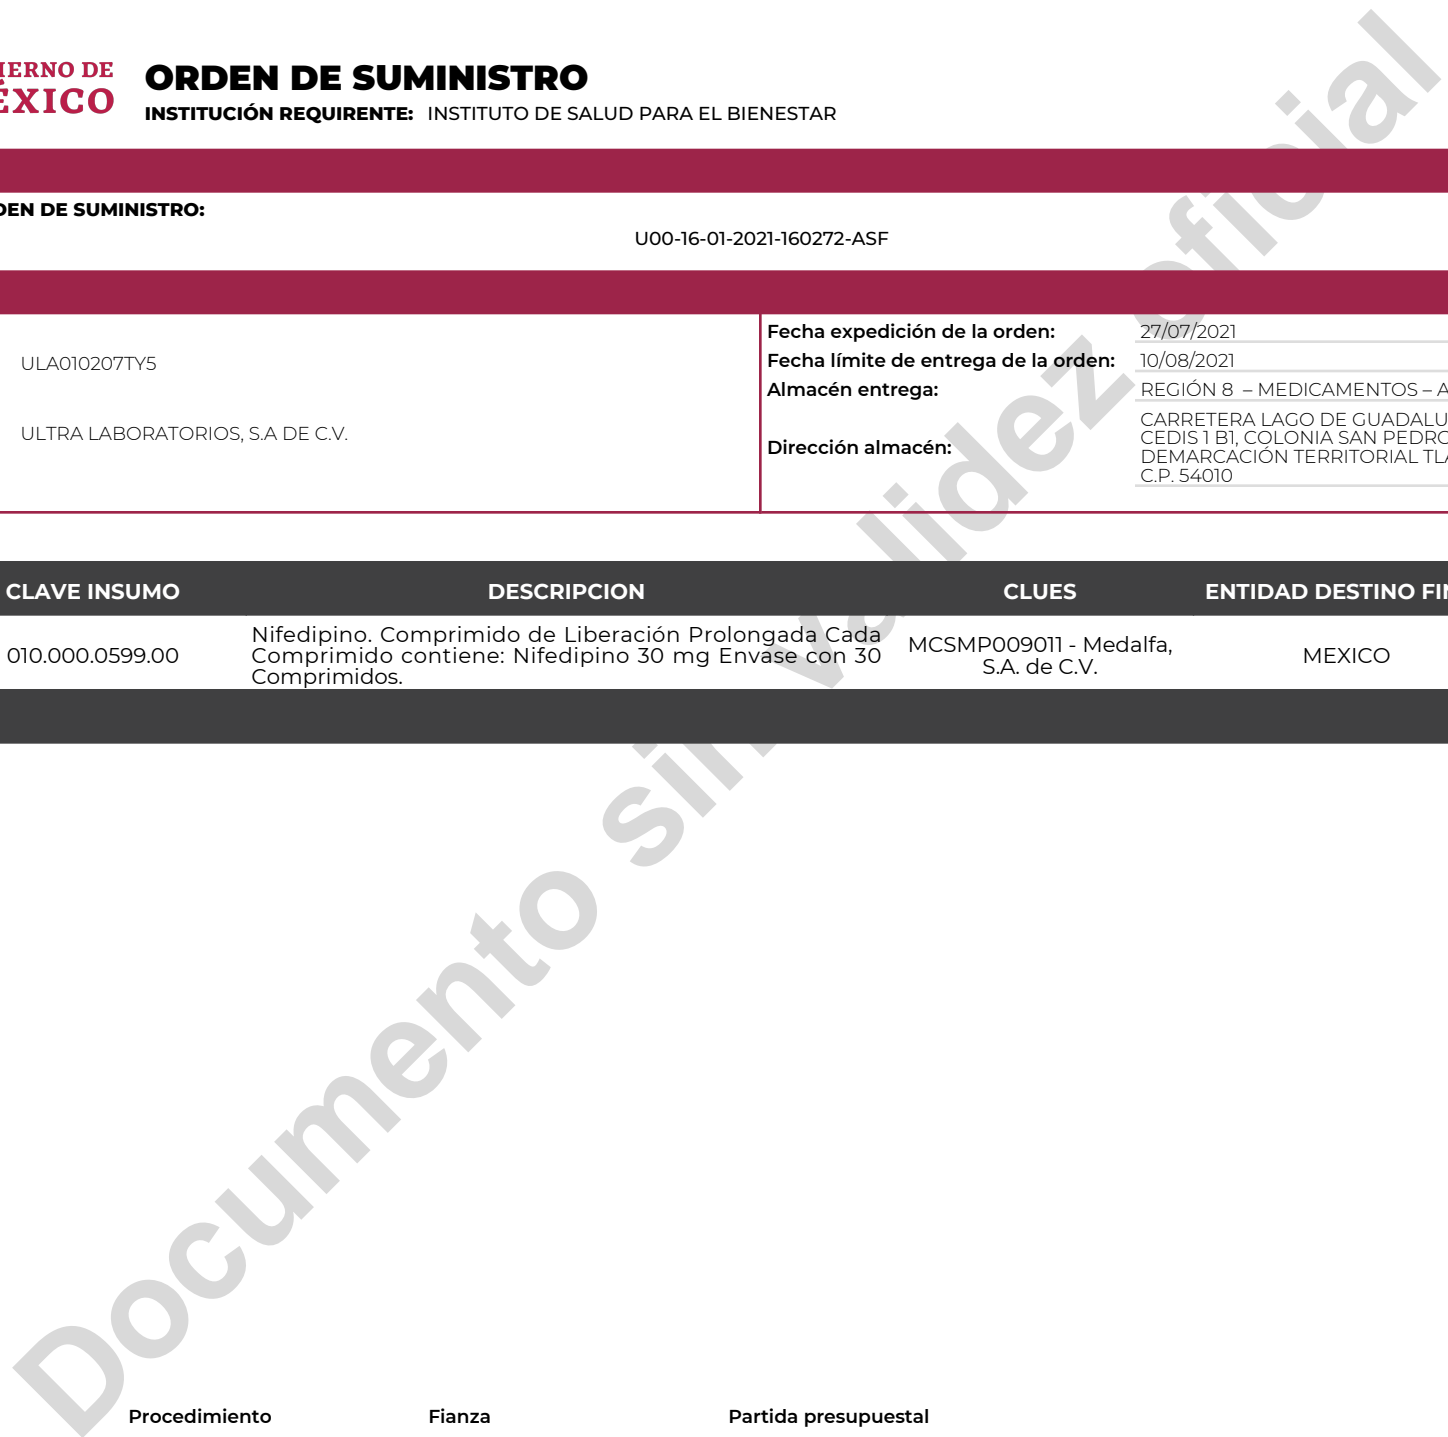 IERNO DE
ÉXICO
ORDEN DE SUMINISTRO
INSTITUCIÓN REQUIRENTE: INSTITUTO DE SALUD PARA EL BIENESTAR
DEN DE SUMINISTRO:
U00-16-01-2021-160272-ASF
ULA010207TY5
ULTRA LABORATORIOS, S.A DE C.V.
Fecha expedición de la orden: 27/07/2021
Fecha límite de entrega de la orden: 10/08/2021
Almacén entrega: REGIÓN 8 – MEDICAMENTOS – A
Dirección almacén: CARRETERA LAGO DE GUADALU
CEDIS 1 B1, COLONIA SAN PEDRO
DEMARCACIÓN TERRITORIAL TLA
C.P. 54010
CLAVE INSUMO DESCRIPCION CLUES ENTIDAD DESTINO FIN
010.000.0599.00
Nifedipino. Comprimido de Liberación Prolongada Cada
Comprimido contiene: Nifedipino 30 mg Envase con 30
Comprimidos.
MCSMP009011 - Medalfa,
S.A. de C.V.
MEXICO
Documento sin validez oficial
Procedimiento Fianza Partida presupuestal